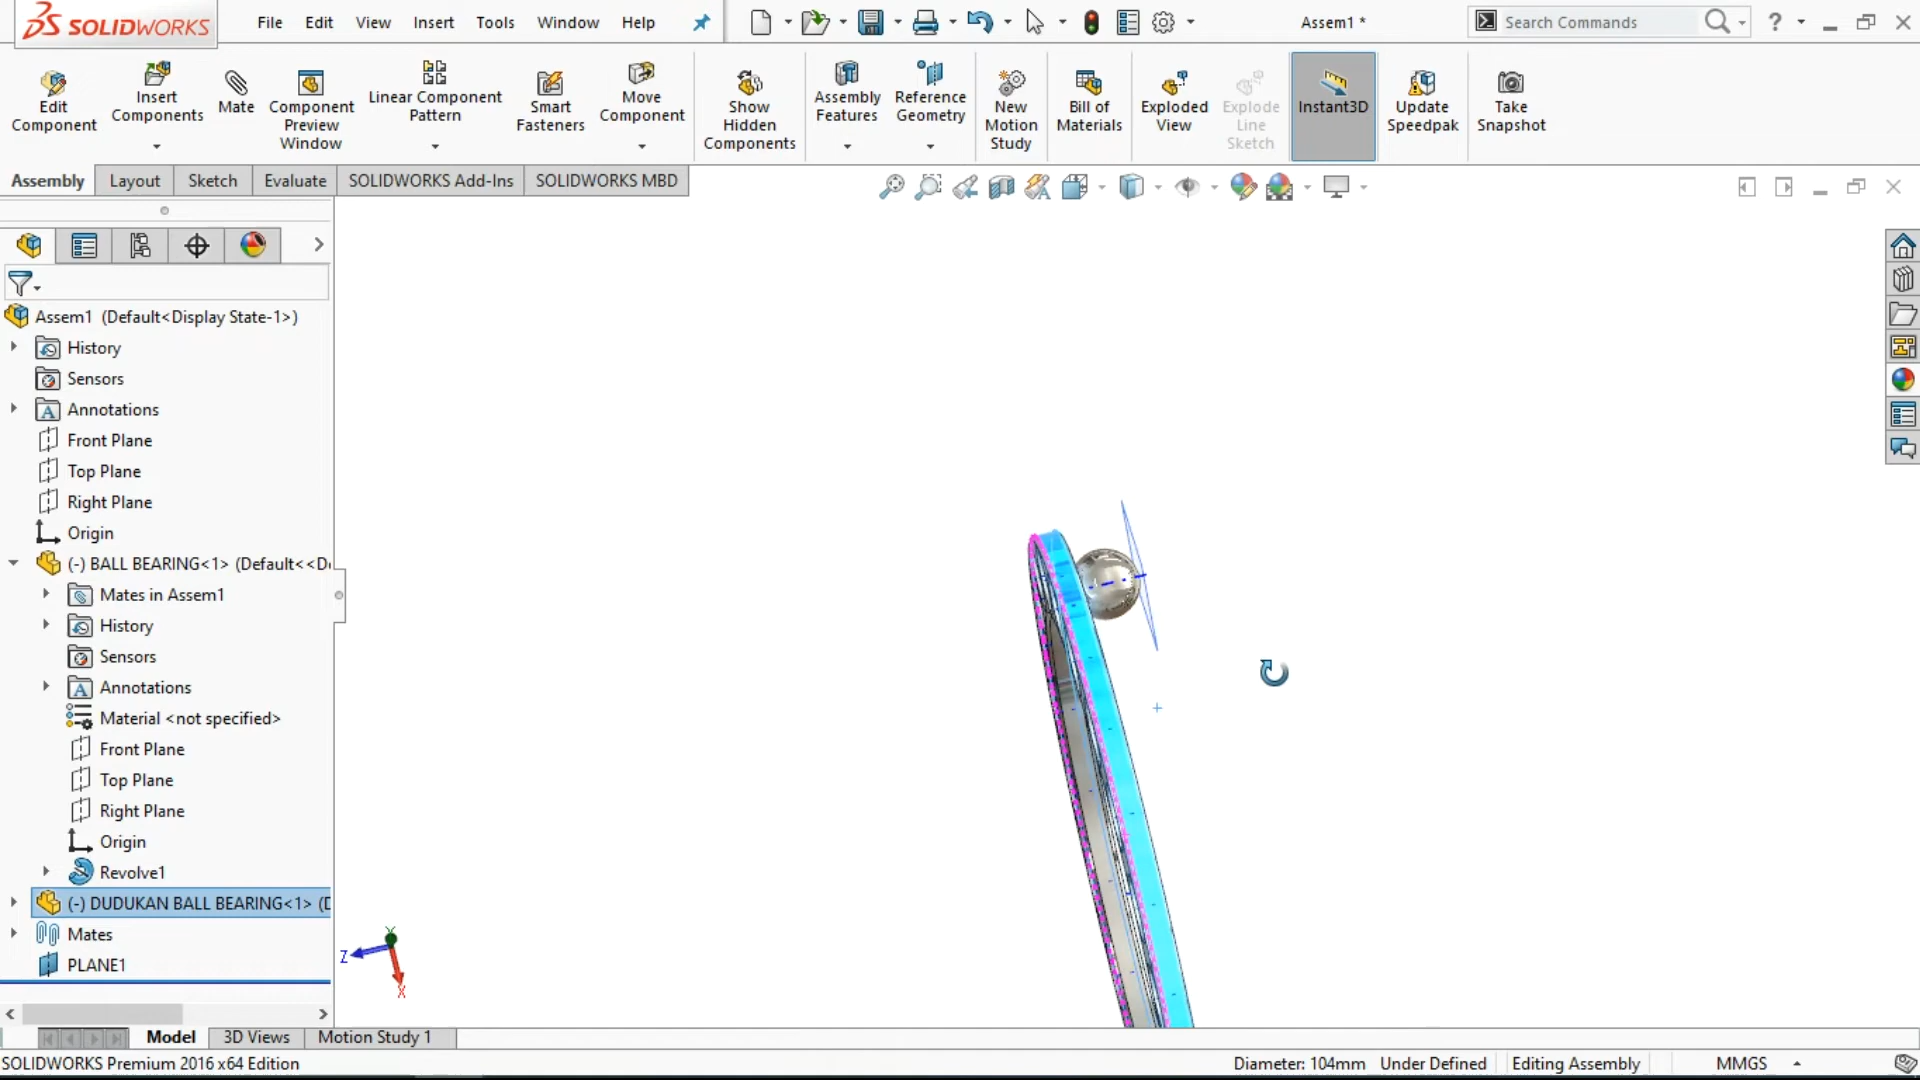 SOLIDWORKS File Edit View Insert Tools Window Help Assem1 * Search Commands ?
Edit Component
Insert Components
Mate
Component Preview Window
Linear Component Pattern
Smart Fasteners
Move Component
Show Hidden Components
Assembly Features
Reference Geometry
New Motion Study
Bill of Materials
Exploded View
Explode Line Sketch
Instant3D
Update Speedpak
Take Snapshot
Assembly Layout Sketch Evaluate SOLIDWORKS Add-Ins SOLIDWORKS MBD
Assem1 (Default<Display State-1>)
History
Sensors
Annotations
Front Plane
Top Plane
Right Plane
Origin
(-) BALL BEARING<1> (Default<<D
Mates in Assem1
History
Sensors
Annotations
Material <not specified>
Front Plane
Top Plane
Right Plane
Origin
Revolve1
(-) DUDUKAN BALL BEARING<1> (D
Mates
PLANE1
Y
Z
X
Model 3D Views Motion Study 1
SOLIDWORKS Premium 2016 x64 Edition Diameter: 104mm Under Defined Editing Assembly MMGS